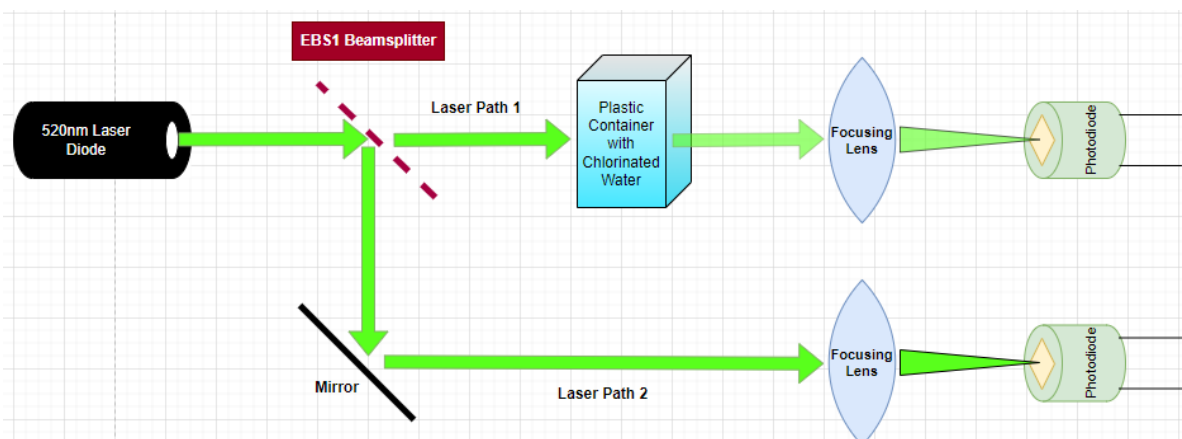 EBS1 Beamsplitter
520nm Laser
Diode
Laser Path 1
Plastic
Container
with
Chlorinated
Water
Focusing
Lens
Photodiode
Mirror
Laser Path 2
Focusing
Lens
Photodiode